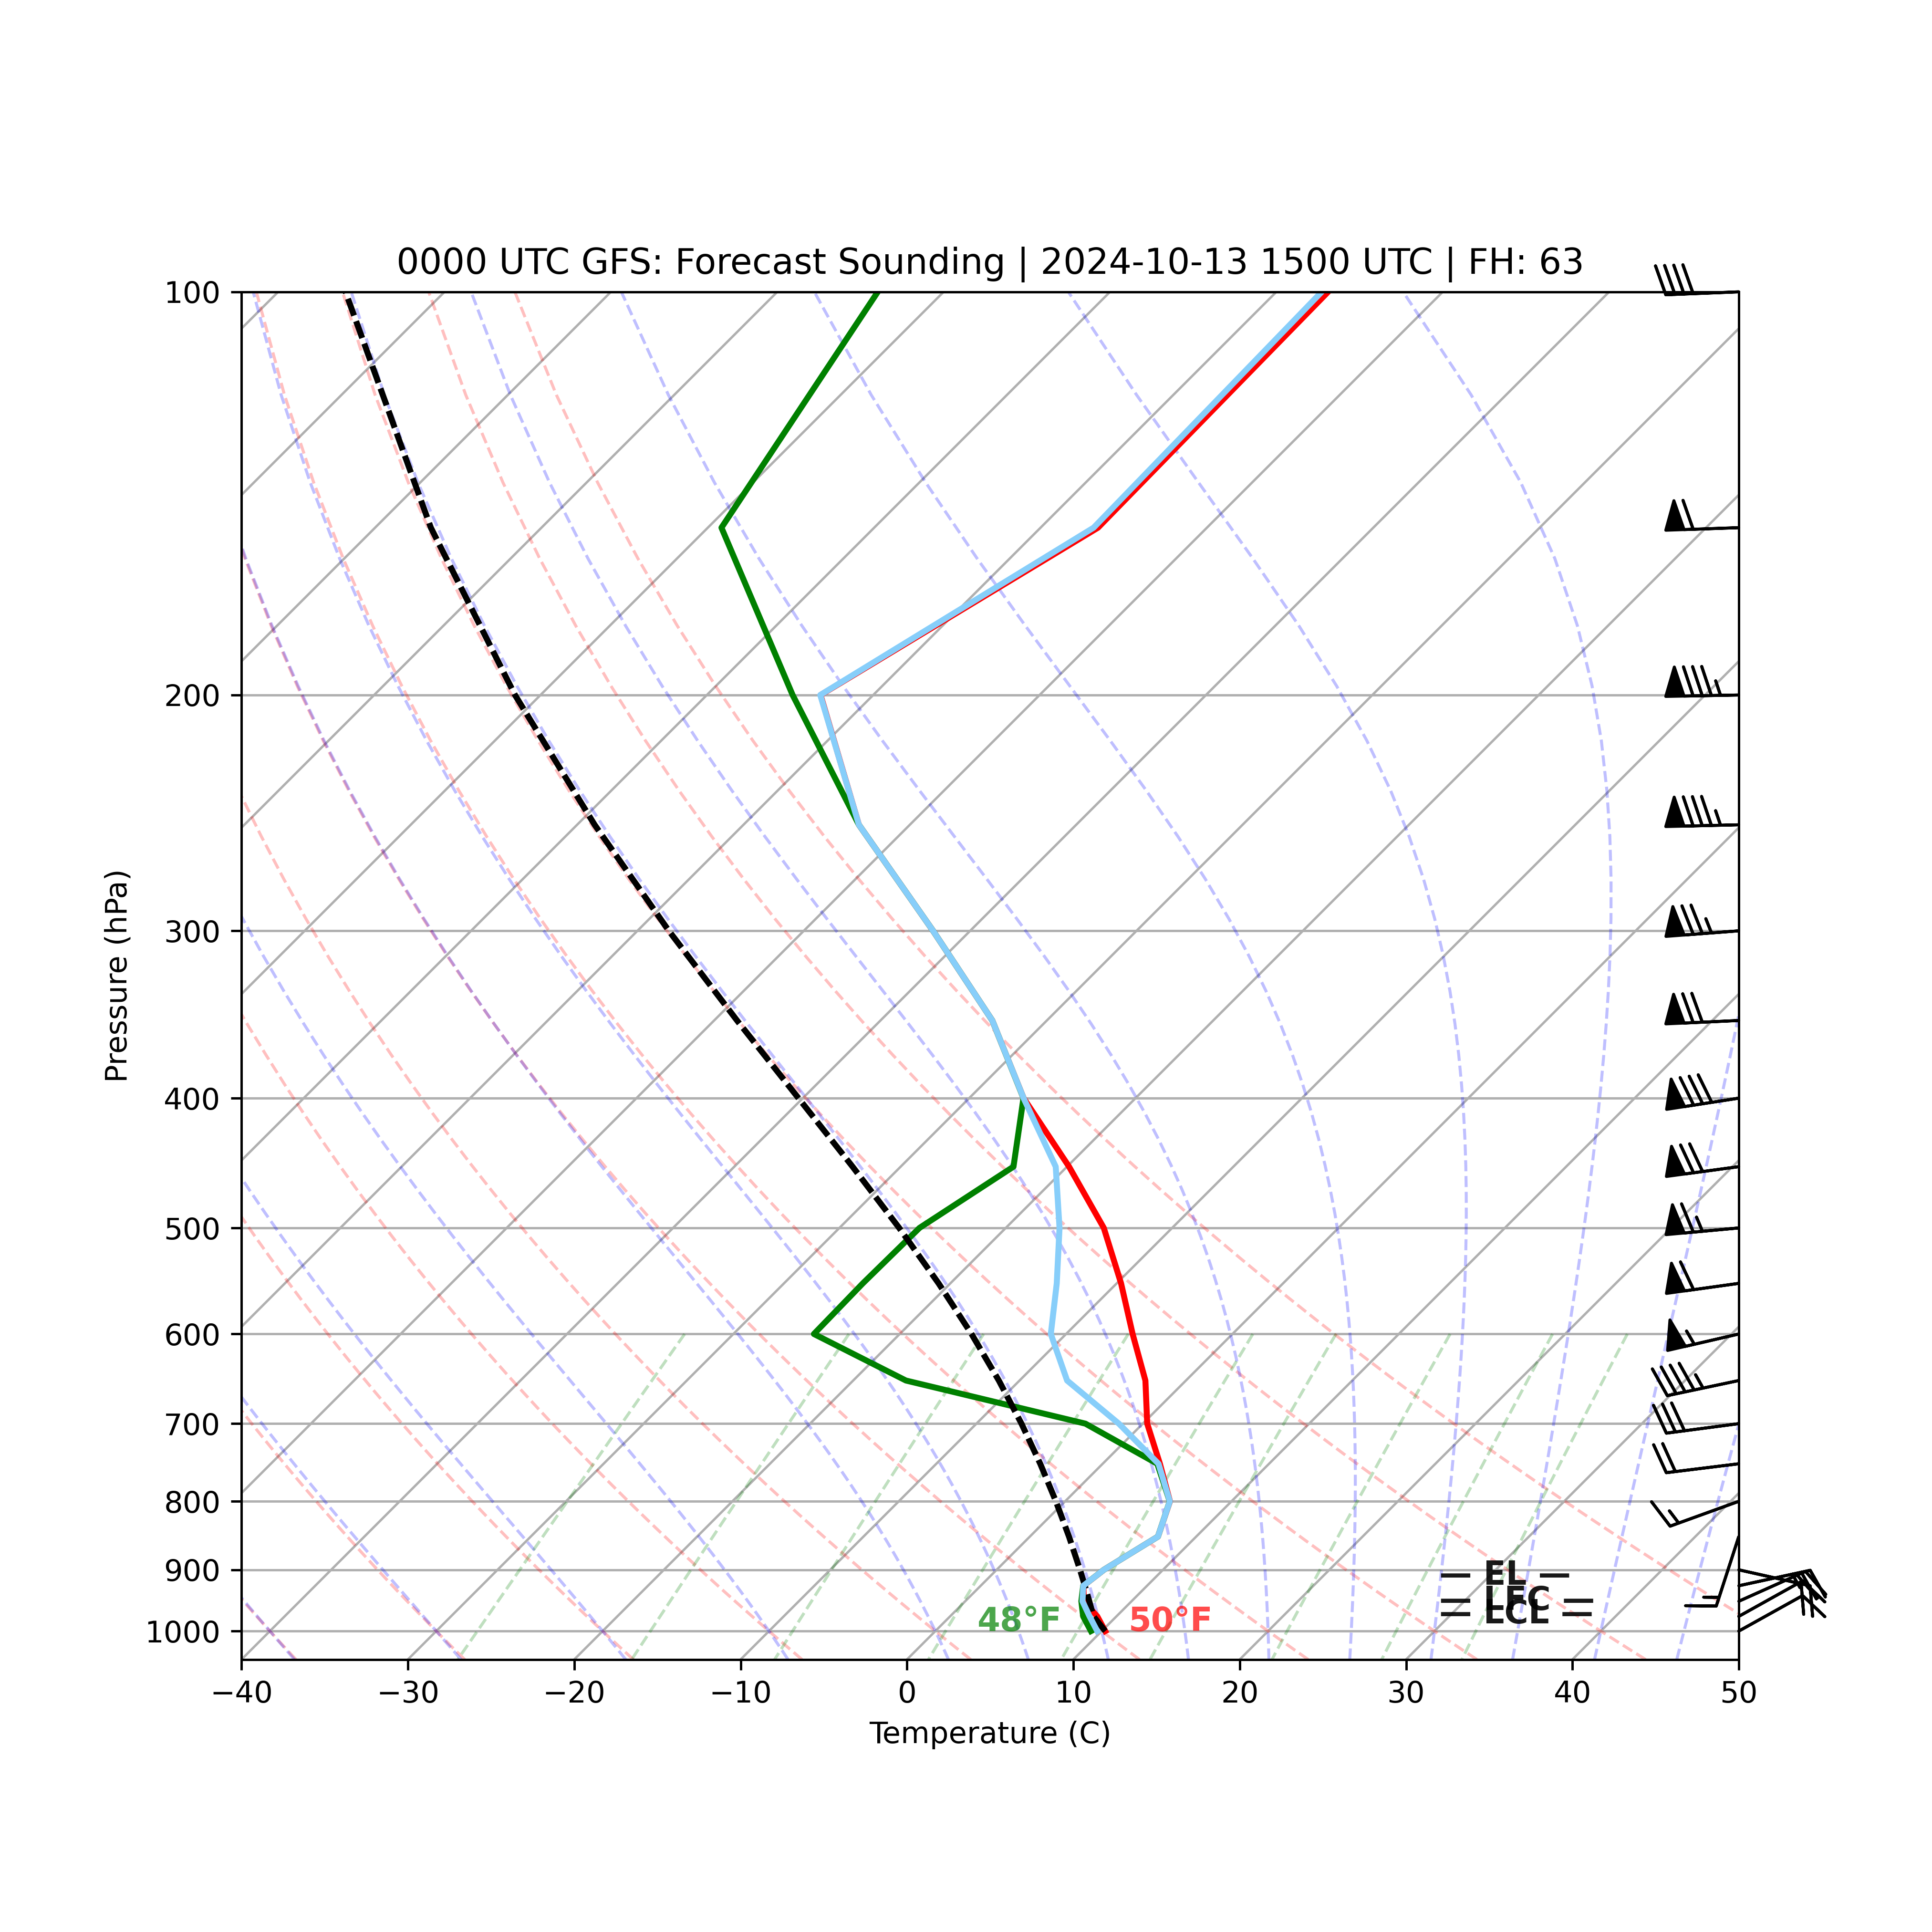 0000 UTC GFS: Forecast Sounding | 2024-10-13 1500 UTC | FH: 63
100
200
300
400
500
600
700
800
900
1000
Pressure (hPa)
— EL —
— LCL —
48°F 50°F
−40 −30 −20 −10 0 10 20 30 40 50
Temperature (C)